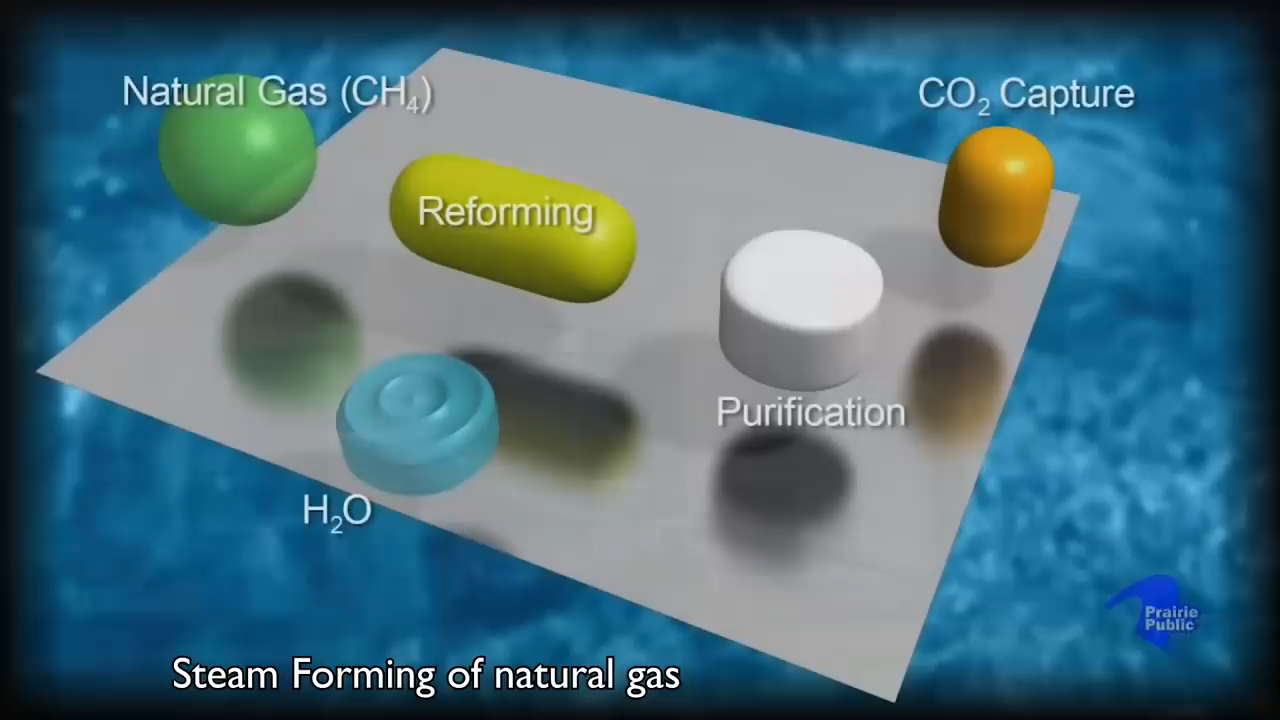 Natural Gas (CH₄)
CO₂ Capture
Reforming
Purification
H₂O
Prairie
Public
Steam Forming of natural gas